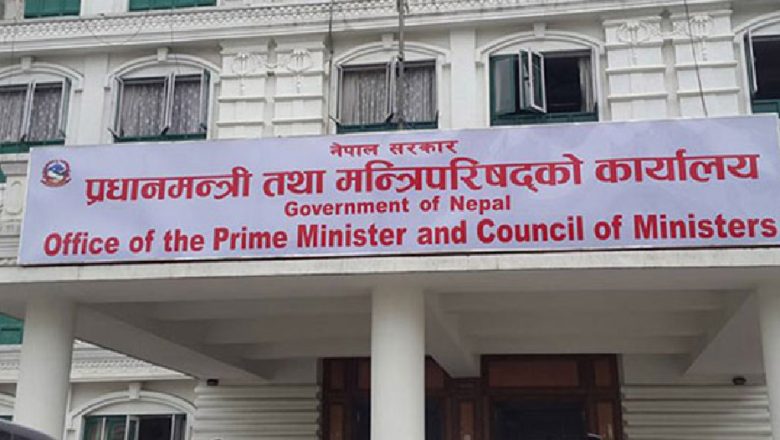 नेपाल सरकार
प्रधानमन्त्री तथा मन्त्रिपरिषद्को कार्यालय
Government of Nepal
Office of the Prime Minister and Council of Ministers